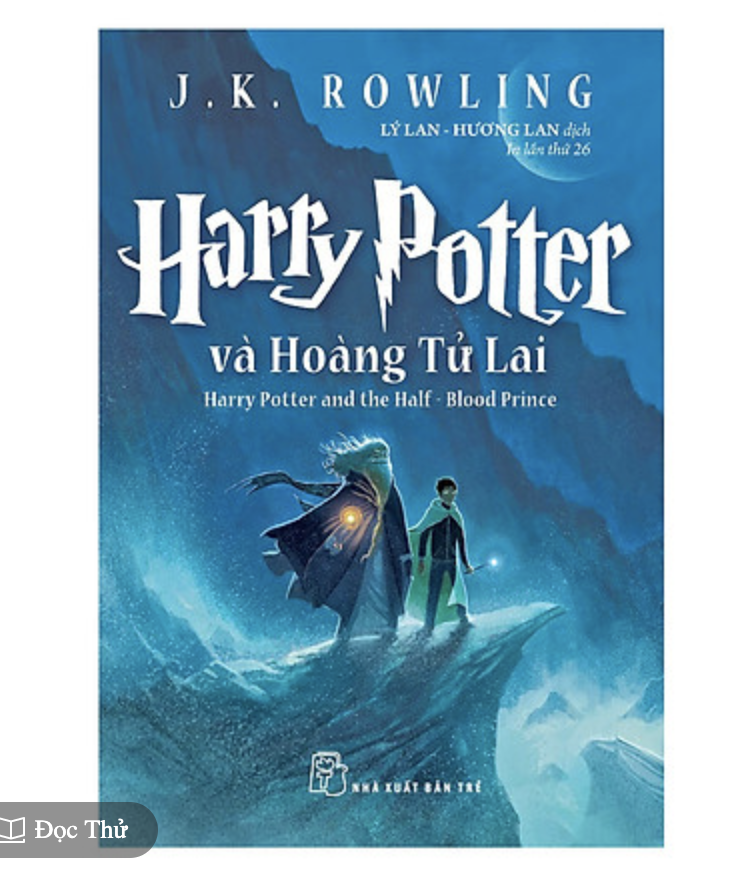 J.K. ROWLING
LÝ LAN - HƯƠNG LAN dịch
In lần thứ 26
Harry Potter
và Hoàng Tử Lai
Harry Potter and the Half - Blood Prince
NHÀ XUẤT BẢN TRẺ
Đọc Thử